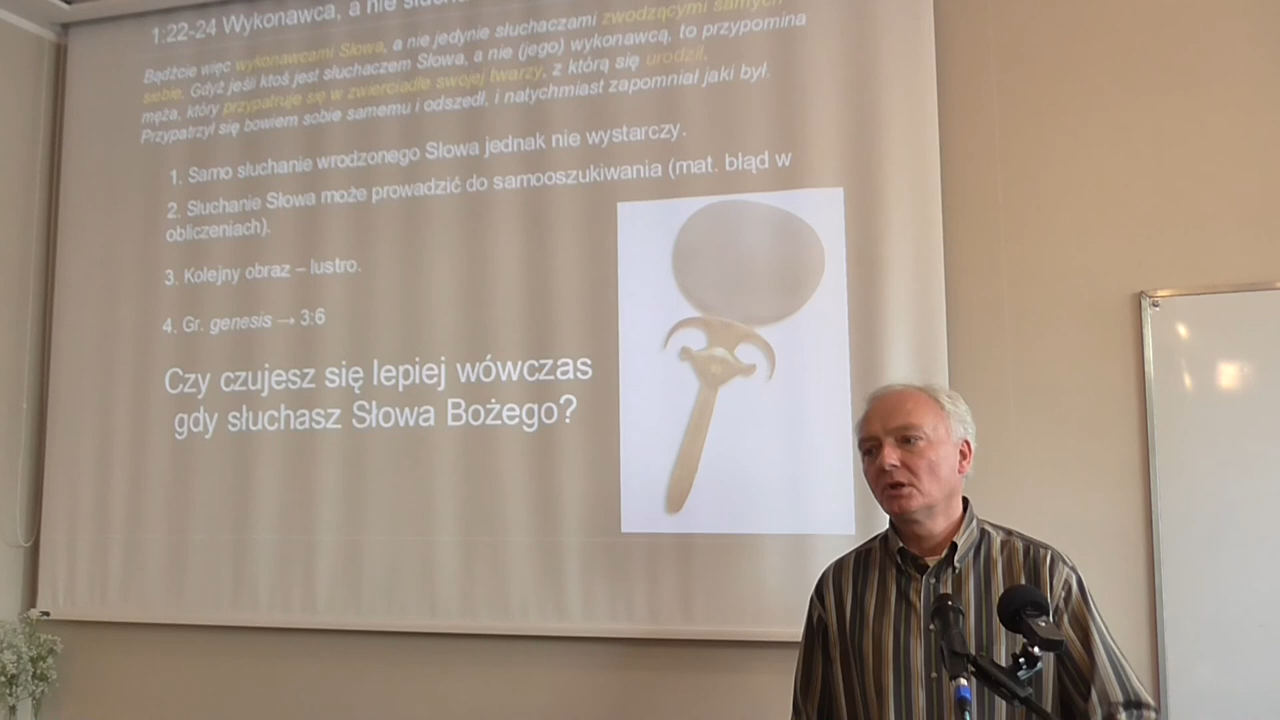 1:22-24 Wykonawca, a nie
Bądźcie więc wykonawcami Słowa, a nie jedynie słuchaczami zwodzącymi samych
siebie. Gdyż jeśli ktoś jest słuchaczem Słowa, a nie (jego) wykonawcą, to przypomina
męża, który przypatruje się w zwierciadle swojej twarzy, z którą się urodził.
Przypatrzył się bowiem sobie samemu i odszedł, i natychmiast zapomniał jaki był.
1. Samo słuchanie wrodzonego Słowa jednak nie wystarczy.
2. Słuchanie Słowa może prowadzić do samooszukiwania (mat. błąd w
obliczeniach).
3. Kolejny obraz – lustro.
4. Gr. genesis → 3:6
Czy czujesz się lepiej wówczas
gdy słuchasz Słowa Bożego?